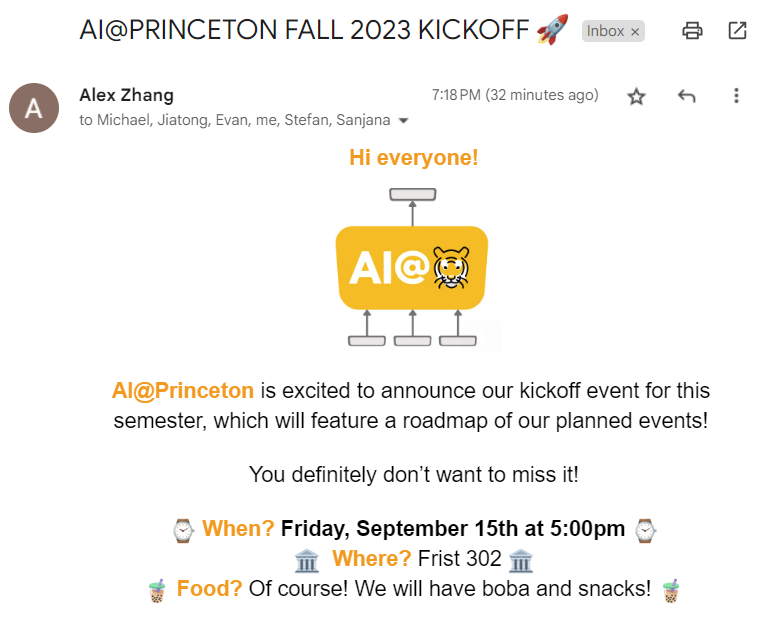 AI@PRINCETON FALL 2023 KICKOFF 🚀 Inbox ×
A
Alex Zhang 7:18 PM (32 minutes ago)
to Michael, Jiatong, Evan, me, Stefan, Sanjana
Hi everyone!
AI@
AI@Princeton is excited to announce our kickoff event for this
semester, which will feature a roadmap of our planned events!
You definitely don't want to miss it!
⌚ When? Friday, September 15th at 5:00pm ⌚
🏛️ Where? Frist 302 🏛️
🧋 Food? Of course! We will have boba and snacks! 🧋